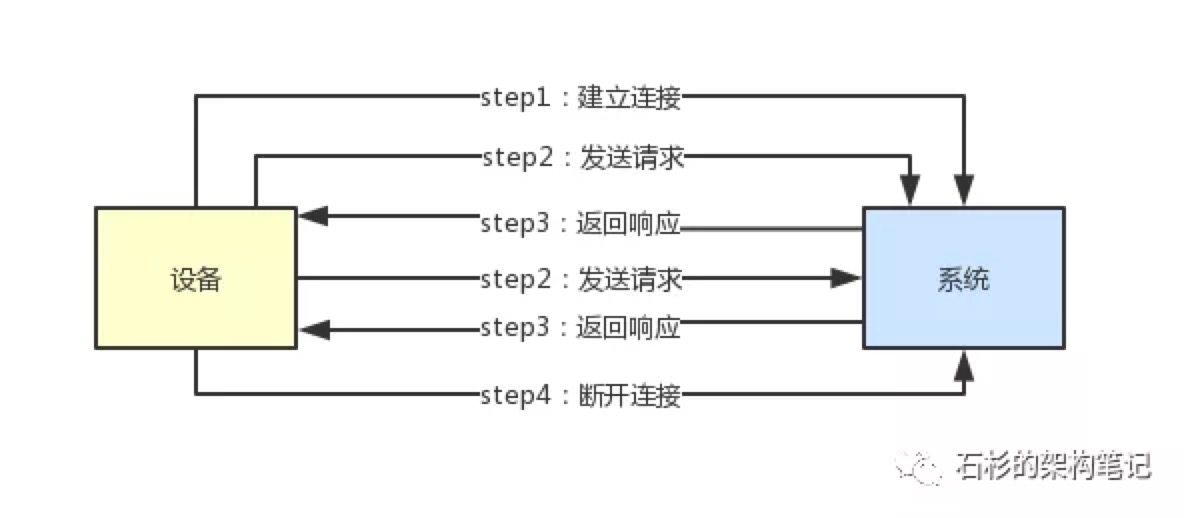 step1：建立连接
step2：发送请求
step3：返回响应
设备
step2：发送请求
系统
step3：返回响应
step4：断开连接
石杉的架构笔记